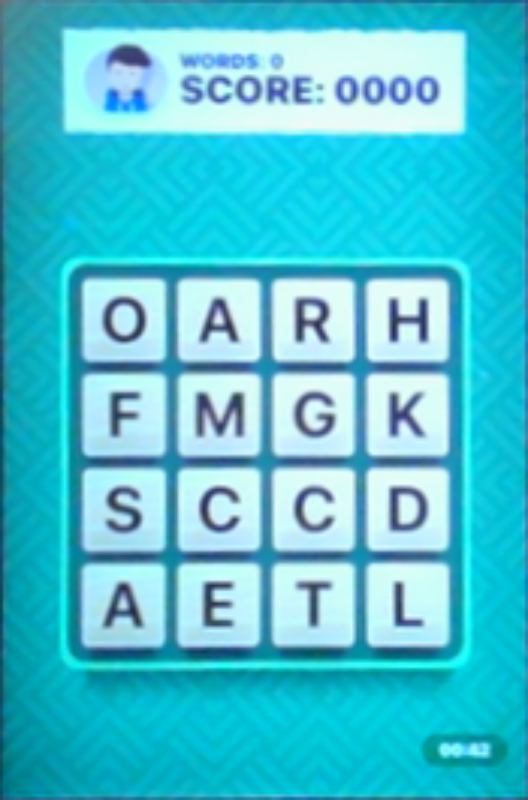 WORDS: 0
SCORE: 0000
O A R H
F M G K
S C C D
A E T L
00:42